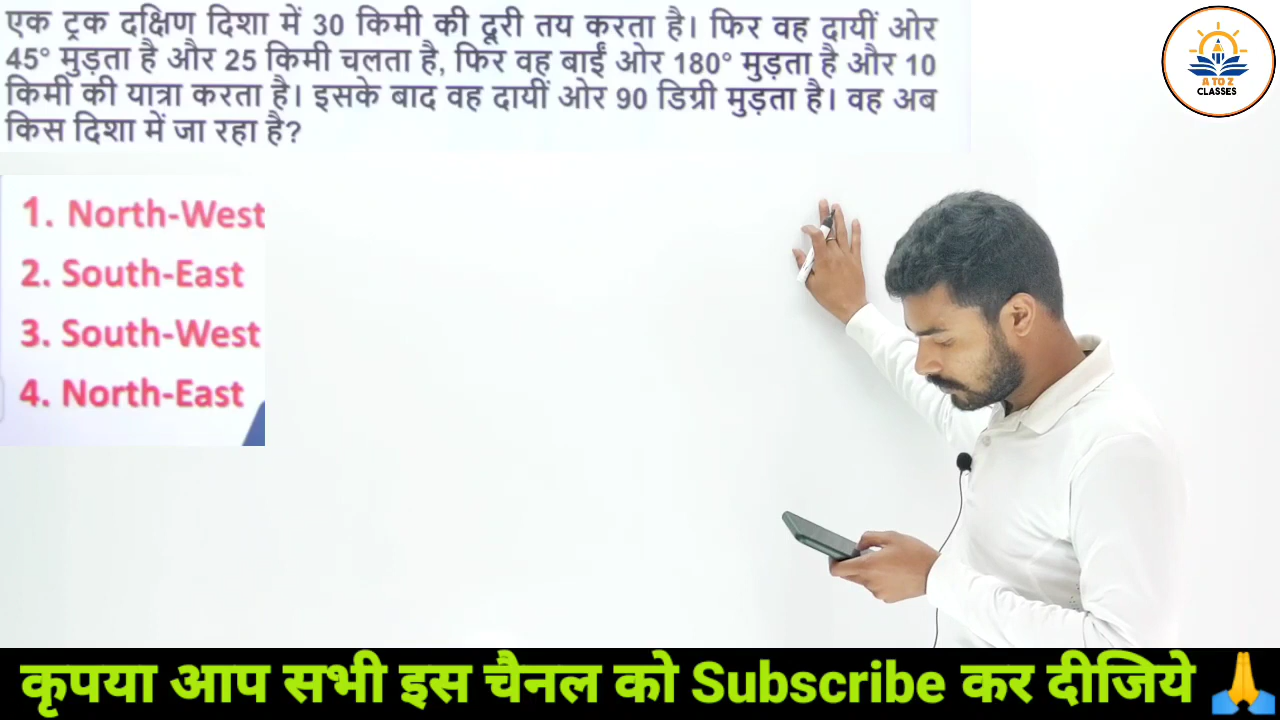 एक ट्रक दक्षिण दिशा में 30 किमी की दूरी तय करता है। फिर वह दायीं ओर
45° मुड़ता है और 25 किमी चलता है, फिर वह बाईं ओर 180° मुड़ता है और 10
किमी की यात्रा करता है। इसके बाद वह दायीं ओर 90 डिग्री मुड़ता है। वह अब
किस दिशा में जा रहा है?
A TO Z
CLASSES
1. North-West
2. South-East
3. South-West
4. North-East
कृपया आप सभी इस चैनल को Subscribe कर दीजिये 🙏